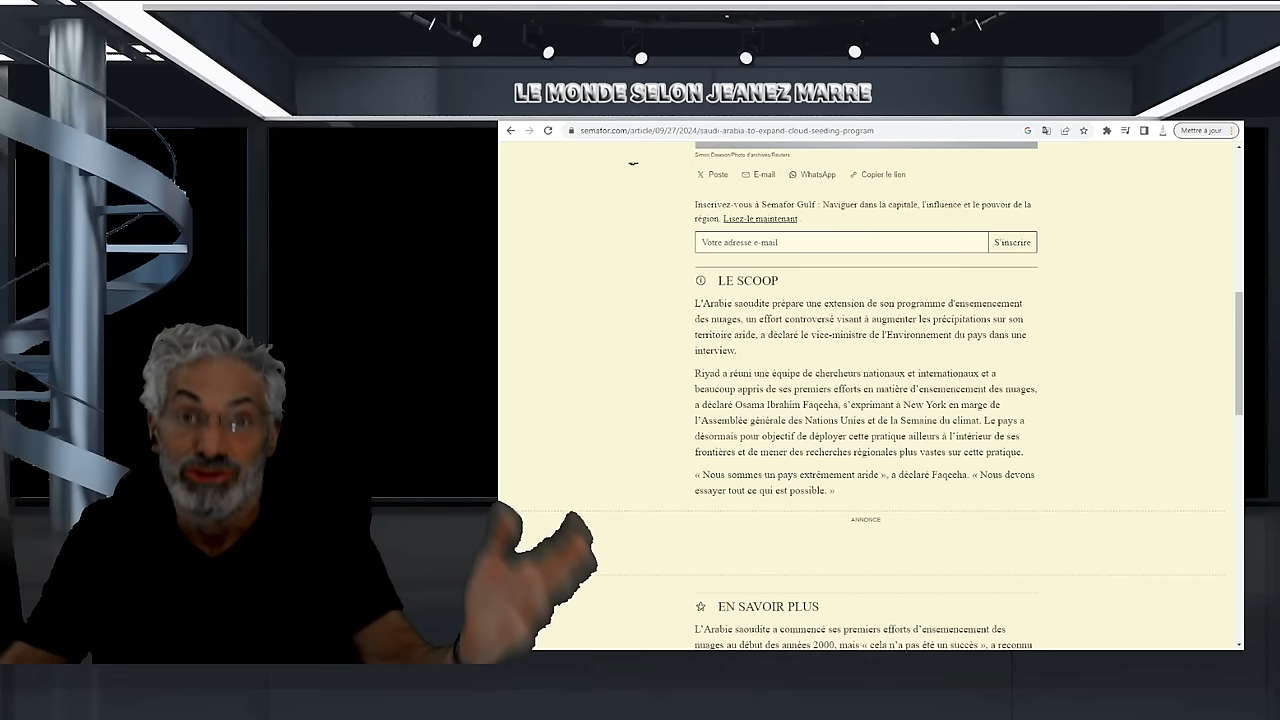 LE MONDE SELON JEANEZ MARRE
semafor.com/article/09/27/2024/saudi-arabia-to-expand-cloud-seeding-program
Mettre à jour
Simon Dawson/Photo d'archives/Reuters
Poste E-mail WhatsApp Copier le lien
Inscrivez-vous à Semafor Gulf : Naviguer dans la capitale, l'influence et le pouvoir de la
région. Lisez-le maintenant .
Votre adresse e-mail S'inscrire
LE SCOOP
L'Arabie saoudite prépare une extension de son programme d'ensemencement
des nuages, un effort controversé visant à augmenter les précipitations sur son
territoire aride, a déclaré le vice-ministre de l'Environnement du pays dans une
interview.
Riyad a réuni une équipe de chercheurs nationaux et internationaux et a
beaucoup appris de ses premiers efforts en matière d'ensemencement des nuages,
a déclaré Osama Ibrahim Faqeeha, s'exprimant à New York en marge de
l'Assemblée générale des Nations Unies et de la Semaine du climat. Le pays a
désormais pour objectif de déployer cette pratique ailleurs à l'intérieur de ses
frontières et de mener des recherches régionales plus vastes sur cette pratique.
« Nous sommes un pays extrêmement aride », a déclaré Faqeeha. « Nous devons
essayer tout ce qui est possible. »
ANNONCE
EN SAVOIR PLUS
L'Arabie saoudite a commencé ses premiers efforts d'ensemencement des
nuages au début des années 2000, mais « cela n'a pas été un succès », a reconnu